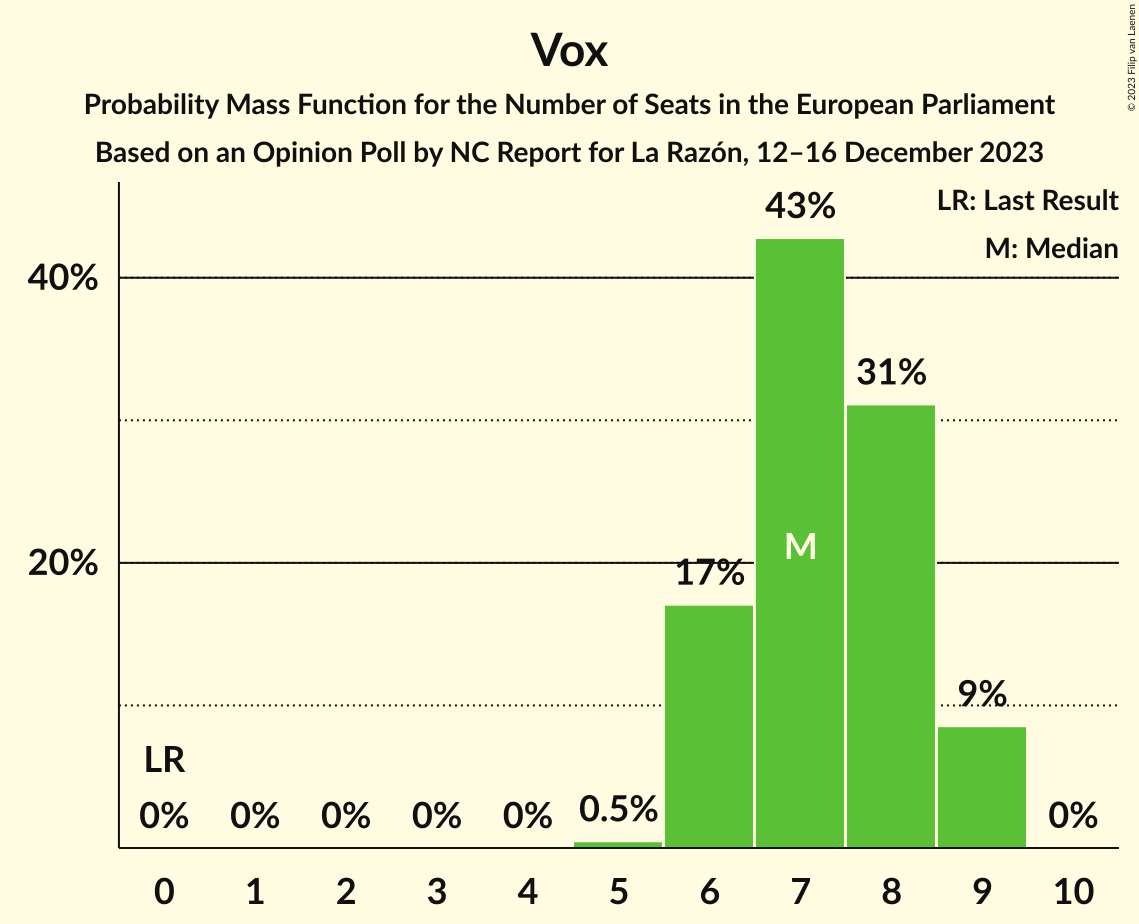 Vox
Probability Mass Function for the Number of Seats in the European Parliament
Based on an Opinion Poll by NC Report for La Razón, 12–16 December 2023
© 2023 Filip van Laenen
LR: Last Result
M: Median
43%
40%
31%
M
20%
17%
9%
LR
0% 0% 0% 0% 0% 0.5% 0%
0 1 2 3 4 5 6 7 8 9 10